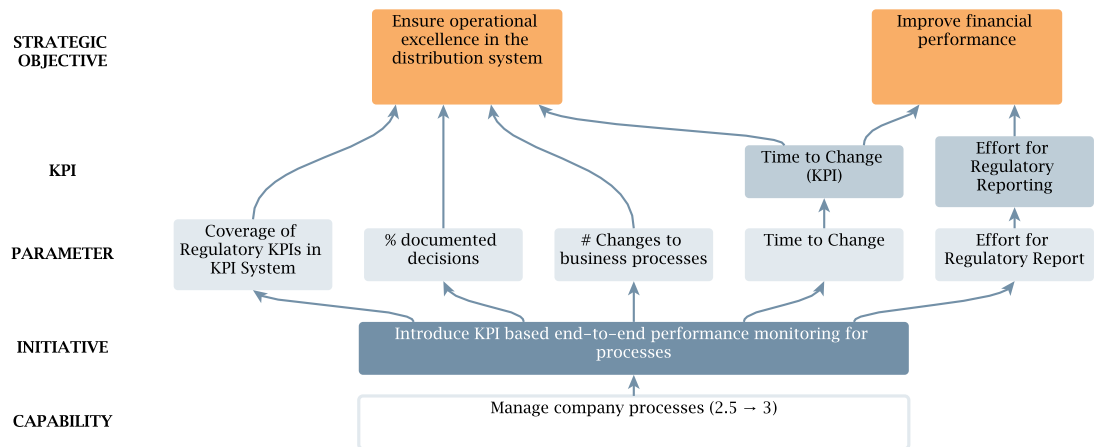 STRATEGIC
OBJECTIVE
Ensure operational
excellence in the
distribution system
Improve financial
performance
KPI
Time to Change
(KPI)
Effort for
Regulatory
Reporting
PARAMETER
Coverage of
Regulatory KPIs in
KPI System
% documented
decisions
# Changes to
business processes
Time to Change
Effort for
Regulatory Report
INITIATIVE
Introduce KPI based end-to-end performance monitoring for
processes
CAPABILITY
Manage company processes (2.5 → 3)